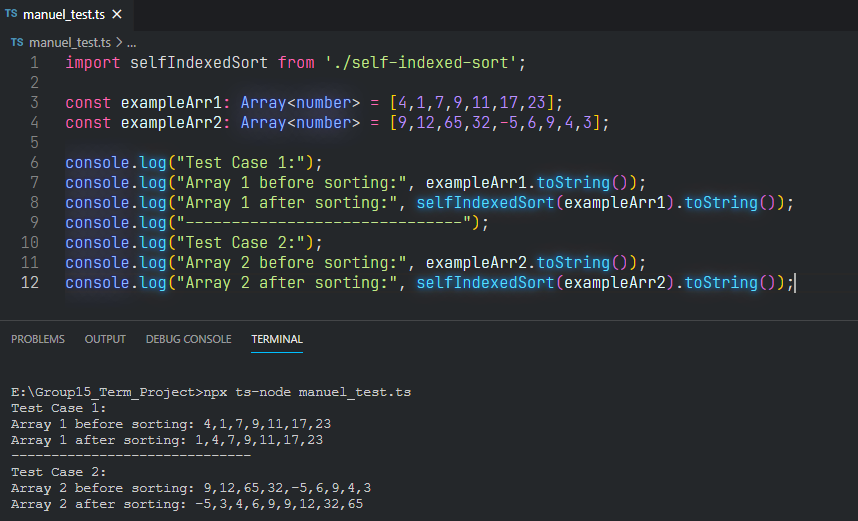 TS manuel_test.ts ×
TS manuel_test.ts > ...
1 import selfIndexedSort from './self-indexed-sort';
2
3 const exampleArr1: Array<number> = [4,1,7,9,11,17,23];
4 const exampleArr2: Array<number> = [9,12,65,32,-5,6,9,4,3];
5
6 console.log("Test Case 1:");
7 console.log("Array 1 before sorting:", exampleArr1.toString());
8 console.log("Array 1 after sorting:", selfIndexedSort(exampleArr1).toString());
9 console.log("------------------------------");
10 console.log("Test Case 2:");
11 console.log("Array 2 before sorting:", exampleArr2.toString());
12 console.log("Array 2 after sorting:", selfIndexedSort(exampleArr2).toString());
PROBLEMS OUTPUT DEBUG CONSOLE TERMINAL
E:\Group15_Term_Project>npx ts-node manuel_test.ts
Test Case 1:
Array 1 before sorting: 4,1,7,9,11,17,23
Array 1 after sorting: 1,4,7,9,11,17,23
------------------------------
Test Case 2:
Array 2 before sorting: 9,12,65,32,-5,6,9,4,3
Array 2 after sorting: -5,3,4,6,9,9,12,32,65